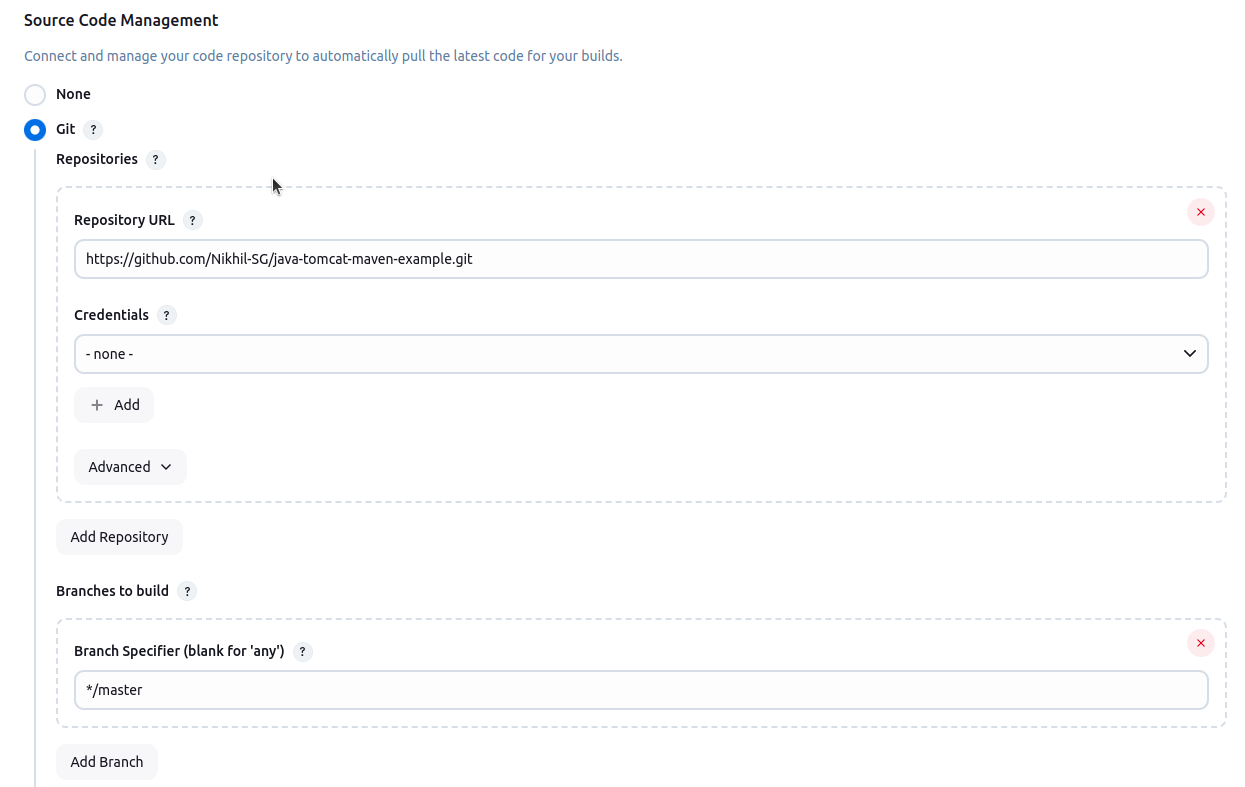 Source Code Management
Connect and manage your code repository to automatically pull the latest code for your builds.
None
Git ?
Repositories ?
Repository URL ?
https://github.com/Nikhil-SG/java-tomcat-maven-example.git
Credentials ?
- none -
+ Add
Advanced
Add Repository
Branches to build ?
Branch Specifier (blank for 'any') ?
*/master
Add Branch